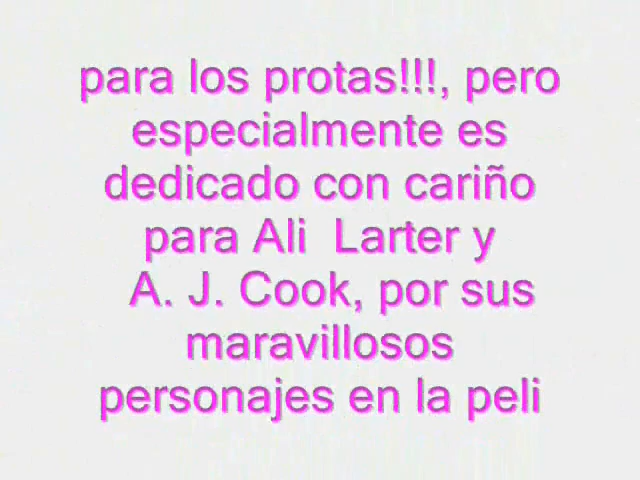 para los protas!!!, pero
especialmente es
dedicado con cariño
para Ali  Larter y
A. J. Cook, por sus
maravillosos
personajes en la peli